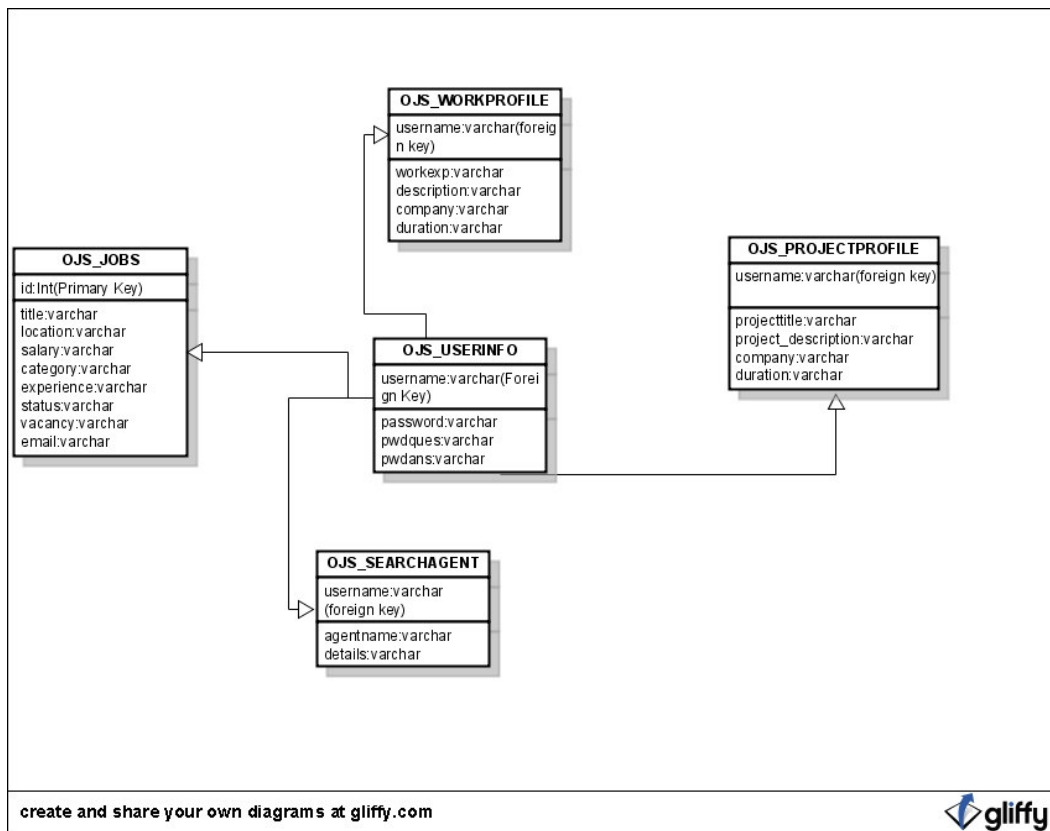 OJS_WORKPROFILE
username:varchar(foreig
n key)
workexp:varchar
description:varchar
company:varchar
duration:varchar
OJS_JOBS
id:Int(Primary Key)
title:varchar
location:varchar
salary:varchar
category:varchar
experience:varchar
status:varchar
vacancy:varchar
email:varchar
OJS_PROJECTPROFILE
username:varchar(foreign key)
projecttitle:varchar
project_description:varchar
company:varchar
duration:varchar
OJS_USERINFO
username:varchar(Forei
gn Key)
password:varchar
pwdques:varchar
pwdans:varchar
OJS_SEARCHAGENT
username:varchar
(foreign key)
agentname:varchar
details:varchar
create and share your own diagrams at gliffy.com
gliffy